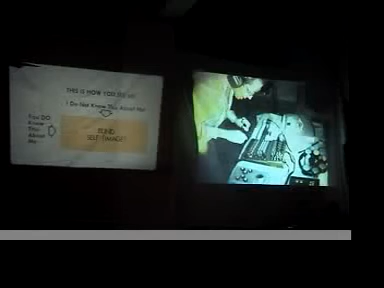 THIS IS HOW YOU SEE ME
I Do Not Know This About Me
You DO
Know
This
About
Me
BLIND
SELF-IMAGE